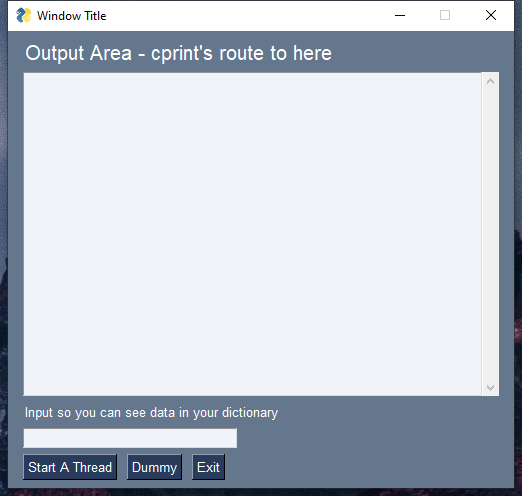 Window Title
Output Area - cprint's route to here
Input so you can see data in your dictionary
Start A Thread Dummy Exit